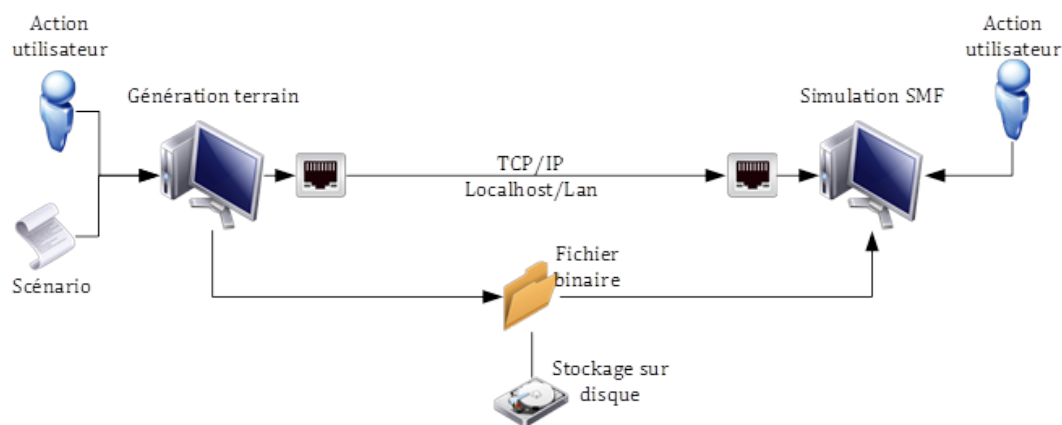 Action
utilisateur
Génération terrain
Simulation SMF
Action
utilisateur
TCP/IP
Localhost/Lan
Scénario
Fichier
binaire
Stockage sur
disque